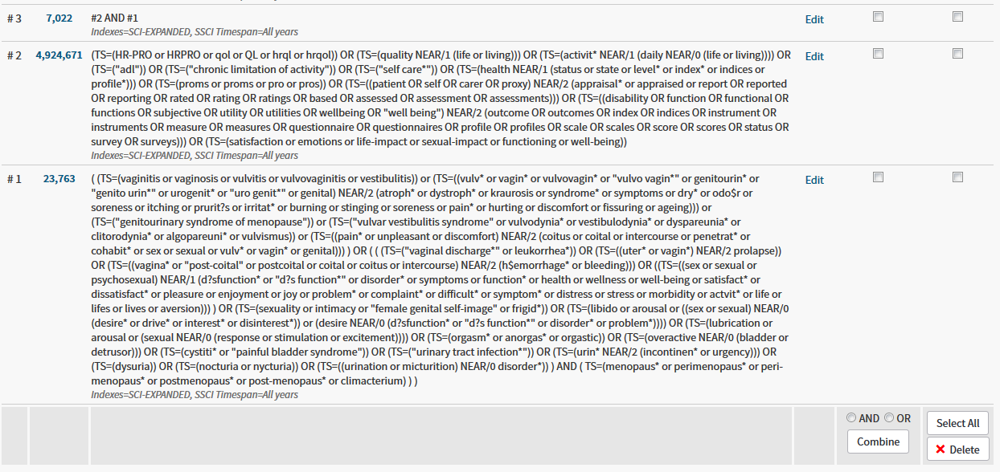 # 3 7,022 #2 AND #1 Edit
Indexes=SCI-EXPANDED, SSCI Timespan=All years
# 2 4,924,671 (TS=(HR-PRO or HRPRO or qol or QL or hrql or hrqol)) OR (TS=(quality NEAR/1 (life or living))) OR (TS=(activit* NEAR/1 (daily NEAR/0 (life or living)))) OR Edit
(TS=("adl")) OR (TS=("chronic limitation of activity")) OR (TS=("self care*")) OR (TS=(health NEAR/1 (status or state or level* or index* or indices or
profile*))) OR (TS=(proms or proms or pro or pros)) OR (TS=((patient OR self OR carer OR proxy) NEAR/2 (appraisal* or appraised or report OR reported
OR reporting OR rated OR rating OR ratings OR based OR assessed OR assessment OR assessments))) OR (TS=((disability OR function OR functional OR
functions OR subjective OR utility OR utilities OR wellbeing OR "well being") NEAR/2 (outcome OR outcomes OR index OR indices OR instrument OR
instruments OR measure OR measures OR questionnaire OR questionnaires OR profile OR profiles OR scale OR scales OR score OR scores OR status OR
survey OR surveys))) OR (TS=(satisfaction or emotions or life-impact or sexual-impact or functioning or well-being))
Indexes=SCI-EXPANDED, SSCI Timespan=All years
# 1 23,763 ( (TS=(vaginitis or vaginosis or vulvitis or vulvovaginitis or vestibulitis)) or (TS=((vulv* or vagin* or vulvovagin* or "vulvo vagin*" or genitourin* or Edit
"genito urin*" or urogenit* or "uro genit*" or genital) NEAR/2 (atroph* or dystroph* or kraurosis or syndrome* or symptoms or dry* or odo$r or
soreness or itching or prurit?s or irritat* or burning or stinging or soreness or pain* or hurting or discomfort or fissuring or ageing))) or
(TS=("genitourinary syndrome of menopause")) or (TS=("vulvar vestibulitis syndrome" or vulvodynia* or vestibulodynia* or dyspareunia* or
clitorodynia* or algopareuni* or vulvismus)) or (TS=((pain* or unpleasant or discomfort) NEAR/2 (coitus or coital or intercourse or penetrat* or
cohabit* or sex or sexual or vulv* or vagin* or genital))) ) OR ( ( (TS=("vaginal discharge*" or leukorrhea*)) OR (TS=((uter* or vagin*) NEAR/2 prolapse))
OR (TS=((vagina* or "post-coital" or postcoital or coital or coitus or intercourse) NEAR/2 (h$emorrhage* or bleeding))) OR ((TS=((sex or sexual or
psychosexual) NEAR/1 (d?sfunction* or "d?s function*" or disorder* or symptoms or function* or health or wellness or well-being or satisfact* or
dissatisfact* or pleasure or enjoyment or joy or problem* or complaint* or difficult* or symptom* or distress or stress or morbidity or actvit* or life or
lifes or lives or aversion))) ) OR (TS=(sexuality or intimacy or "female genital self-image" or frigid*)) OR (TS=(libido or arousal or ((sex or sexual) NEAR/0
(desire* or drive* or interest* or disinterest*)) or (desire NEAR/0 (d?sfunction* or "d?s function*" or disorder* or problem*)))) OR (TS=(lubrication or
arousal or (sexual NEAR/0 (response or stimulation or excitement)))) OR (TS=(orgasm* or anorgas* or orgastic)) OR (TS=(overactive NEAR/0 (bladder or
detrusor))) OR (TS=(cystiti* or "painful bladder syndrome")) OR (TS=("urinary tract infection*")) OR (TS=(urin* NEAR/2 (incontinen* or urgency))) OR
(TS=(dysuria)) OR (TS=(nocturia or nycturia)) OR (TS=((urination or micturition) NEAR/0 disorder*)) ) AND ( TS=(menopaus* or perimenopaus* or peri-
menopaus* or postmenopaus* or post-menopaus* or climacterium) ) )
Indexes=SCI-EXPANDED, SSCI Timespan=All years
AND OR Select All
Combine Delete